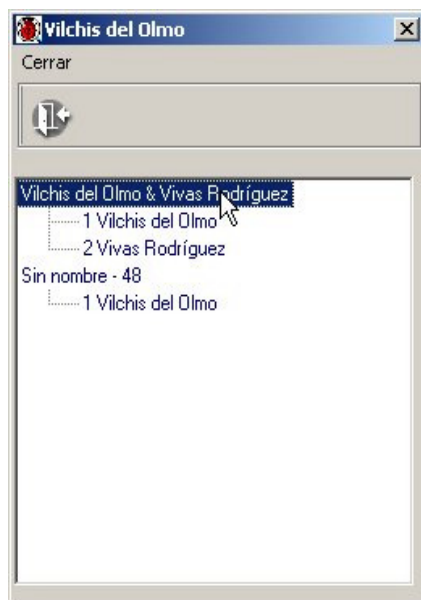 Vilchis del Olmo
Cerrar
Vilchis del Olmo & Vivas Rodríguez
1 Vilchis del Olmo
2 Vivas Rodríguez
Sin nombre - 48
1 Vilchis del Olmo